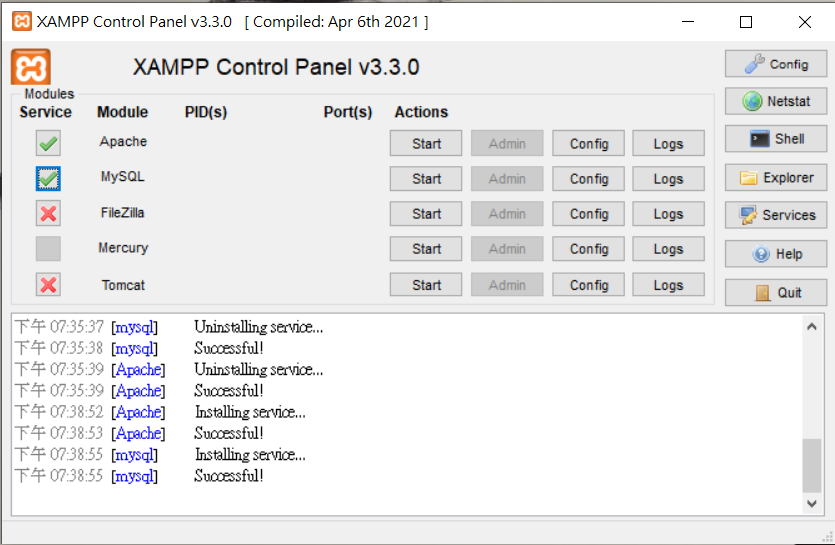 XAMPP Control Panel v3.3.0 [ Compiled: Apr 6th 2021 ]
XAMPP Control Panel v3.3.0
Config
Modules
Service Module PID(s) Port(s) Actions
Netstat
Apache Start Admin Config Logs
Shell
MySQL Start Admin Config Logs
Explorer
FileZilla Start Admin Config Logs
Services
Mercury Start Admin Config Logs
Help
Tomcat Start Admin Config Logs
Quit
下午 07:35:37 [mysql] Uninstalling service...
下午 07:35:38 [mysql] Successful!
下午 07:35:39 [Apache] Uninstalling service...
下午 07:35:39 [Apache] Successful!
下午 07:38:52 [Apache] Installing service...
下午 07:38:53 [Apache] Successful!
下午 07:38:55 [mysql] Installing service...
下午 07:38:55 [mysql] Successful!